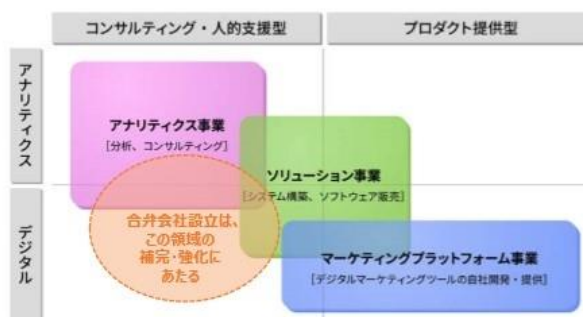 コンサルティング・人的支援型
プロダクト提供型
アナリティクス
アナリティクス事業
[分析、コンサルティング]
ソリューション事業
[システム構築、ソフトウェア販売]
合弁会社設立は、
この領域の
補完・強化に
あたる
デジタル
マーケティングプラットフォーム事業
[デジタルマーケティングツールの自社開発・提供]